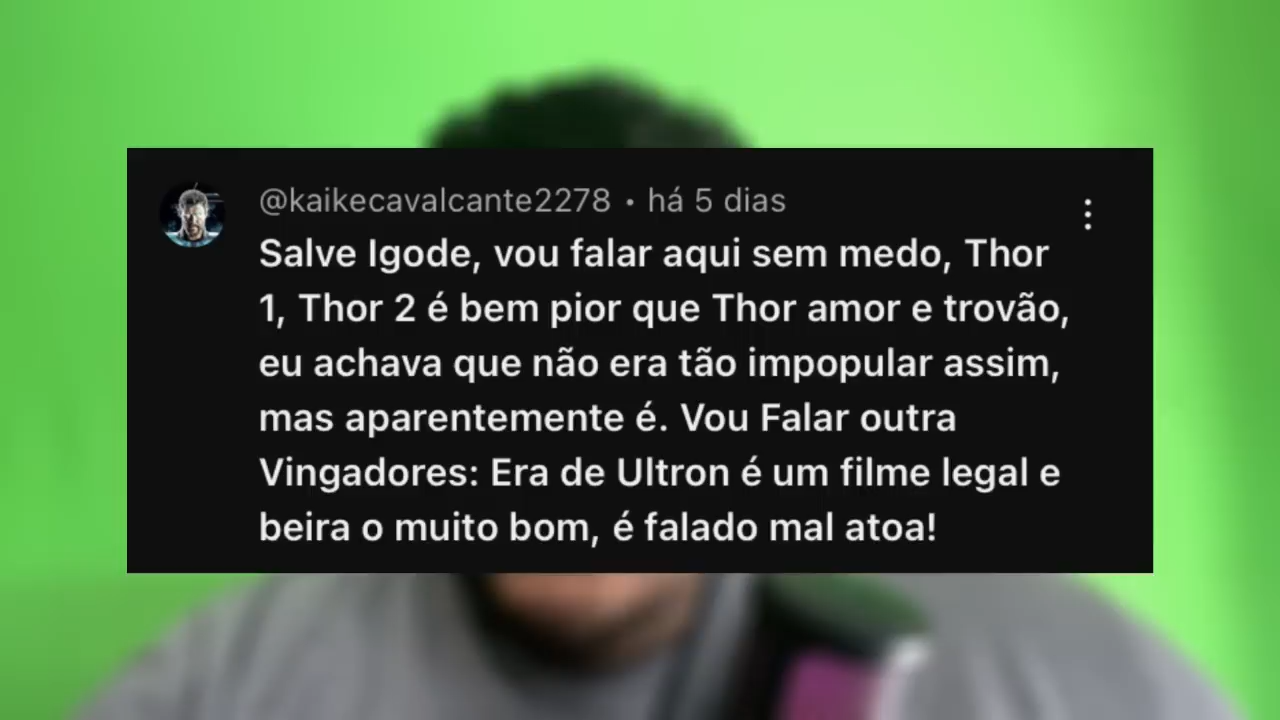 @kaikecavalcante2278 • há 5 dias
Salve Igode, vou falar aqui sem medo, Thor
1, Thor 2 é bem pior que Thor amor e trovão,
eu achava que não era tão impopular assim,
mas aparentemente é. Vou Falar outra
Vingadores: Era de Ultron é um filme legal e
beira o muito bom, é falado mal atoa!